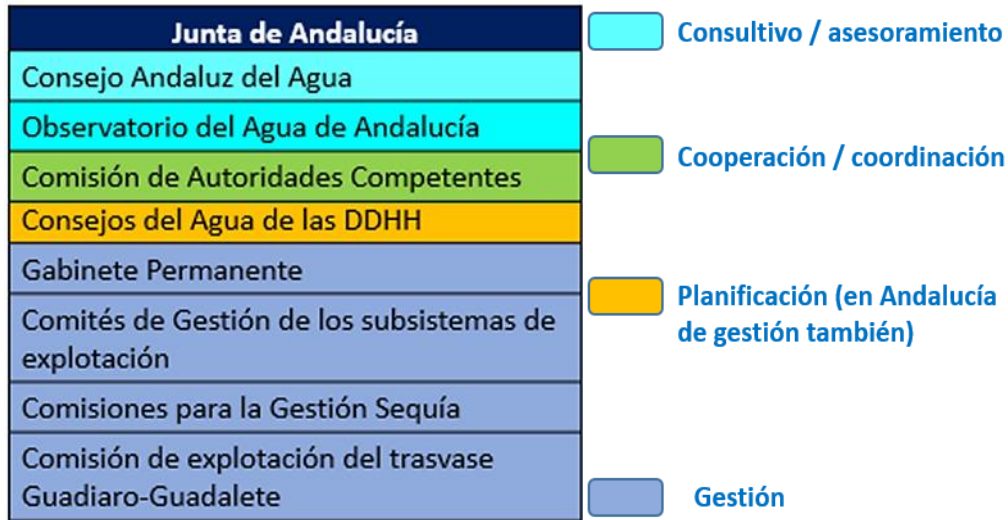 Junta de Andalucía
Consejo Andaluz del Agua
Observatorio del Agua de Andalucía
Comisión de Autoridades Competentes
Consejos del Agua de las DDHH
Gabinete Permanente
Comités de Gestión de los subsistemas de
explotación
Comisiones para la Gestión Sequía
Comisión de explotación del trasvase
Guadiaro-Guadalete
Consultivo / asesoramiento
Cooperación / coordinación
Planificación (en Andalucía
de gestión también)
Gestión